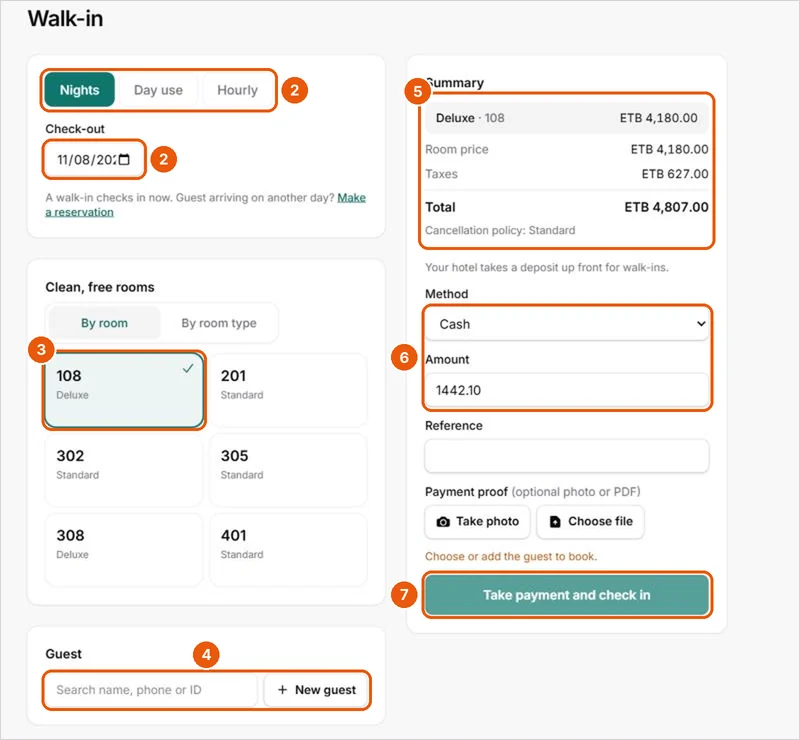 Walk-in
Nights
Day use
Hourly
2
Check-out
11/08/202
2
A walk-in checks in now. Guest arriving on another day? Make
a reservation
Clean, free rooms
By room
By room type
3
108
Deluxe
201
Standard
302
Standard
305
Standard
308
Deluxe
401
Standard
Guest
4
Search name, phone or ID
+ New guest
Summary
5
Deluxe · 108 ETB 4,180.00
Room price ETB 4,180.00
Taxes ETB 627.00
Total ETB 4,807.00
Cancellation policy: Standard
Your hotel takes a deposit up front for walk-ins.
Method
Cash
6
Amount
1442.10
Reference
Payment proof (optional photo or PDF)
Take photo
Choose file
Choose or add the guest to book.
7
Take payment and check in